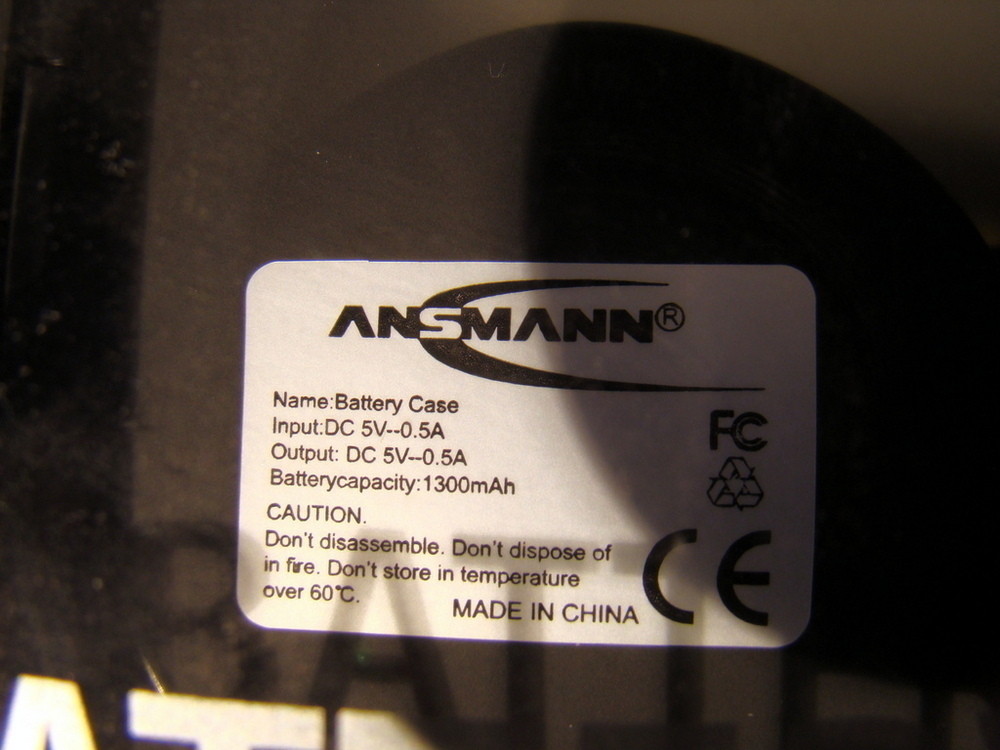 ANSMANN®
Name:Battery Case
Input:DC 5V--0.5A
Output: DC 5V--0.5A
Batterycapacity:1300mAh
FC
CAUTION.
Don't disassemble. Don't dispose of
in fire. Don't store in temperature
over 60℃.
MADE IN CHINA
CE